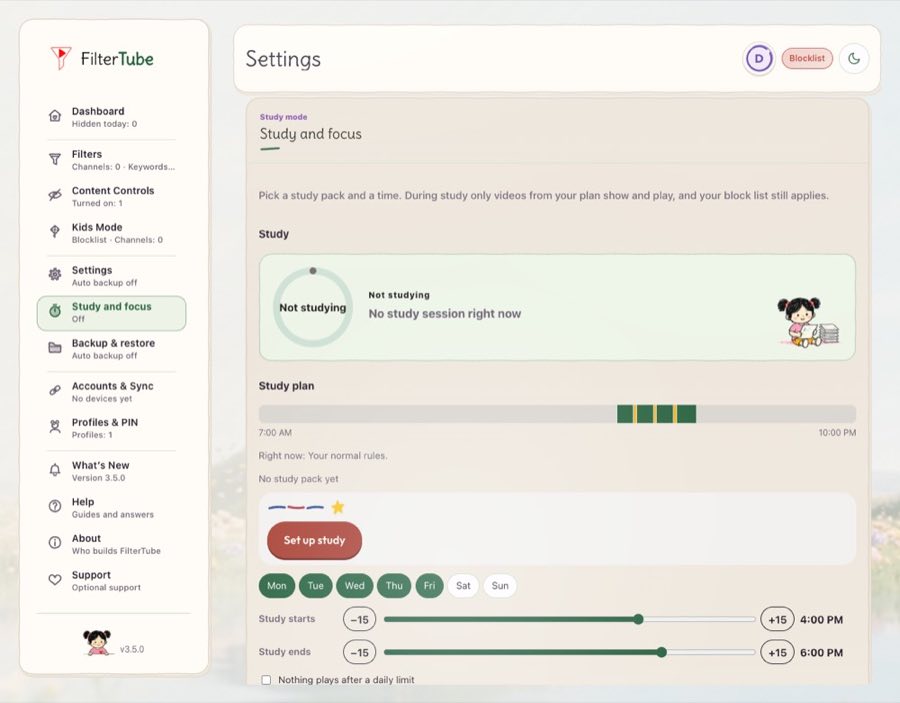 FilterTube
Dashboard
Hidden today: 0
Filters
Channels: 0 · Keywords...
Content Controls
Turned on: 1
Kids Mode
Blocklist · Channels: 0
Settings
Auto backup off
Study and focus
Off
Backup & restore
Auto backup off
Accounts & Sync
No devices yet
Profiles & PIN
Profiles: 1
What's New
Version 3.5.0
Help
Guides and answers
About
Who builds FilterTube
Support
Optional support
v3.5.0
Settings
D
Blocklist
Study mode
Study and focus
Pick a study pack and a time. During study only videos from your plan show and play, and your block list still applies.
Study
Not studying
Not studying
No study session right now
Study plan
7:00 AM
10:00 PM
Right now: Your normal rules.
No study pack yet
Set up study
Mon Tue Wed Thu Fri Sat Sun
Study starts −15 +15 4:00 PM
Study ends −15 +15 6:00 PM
Nothing plays after a daily limit